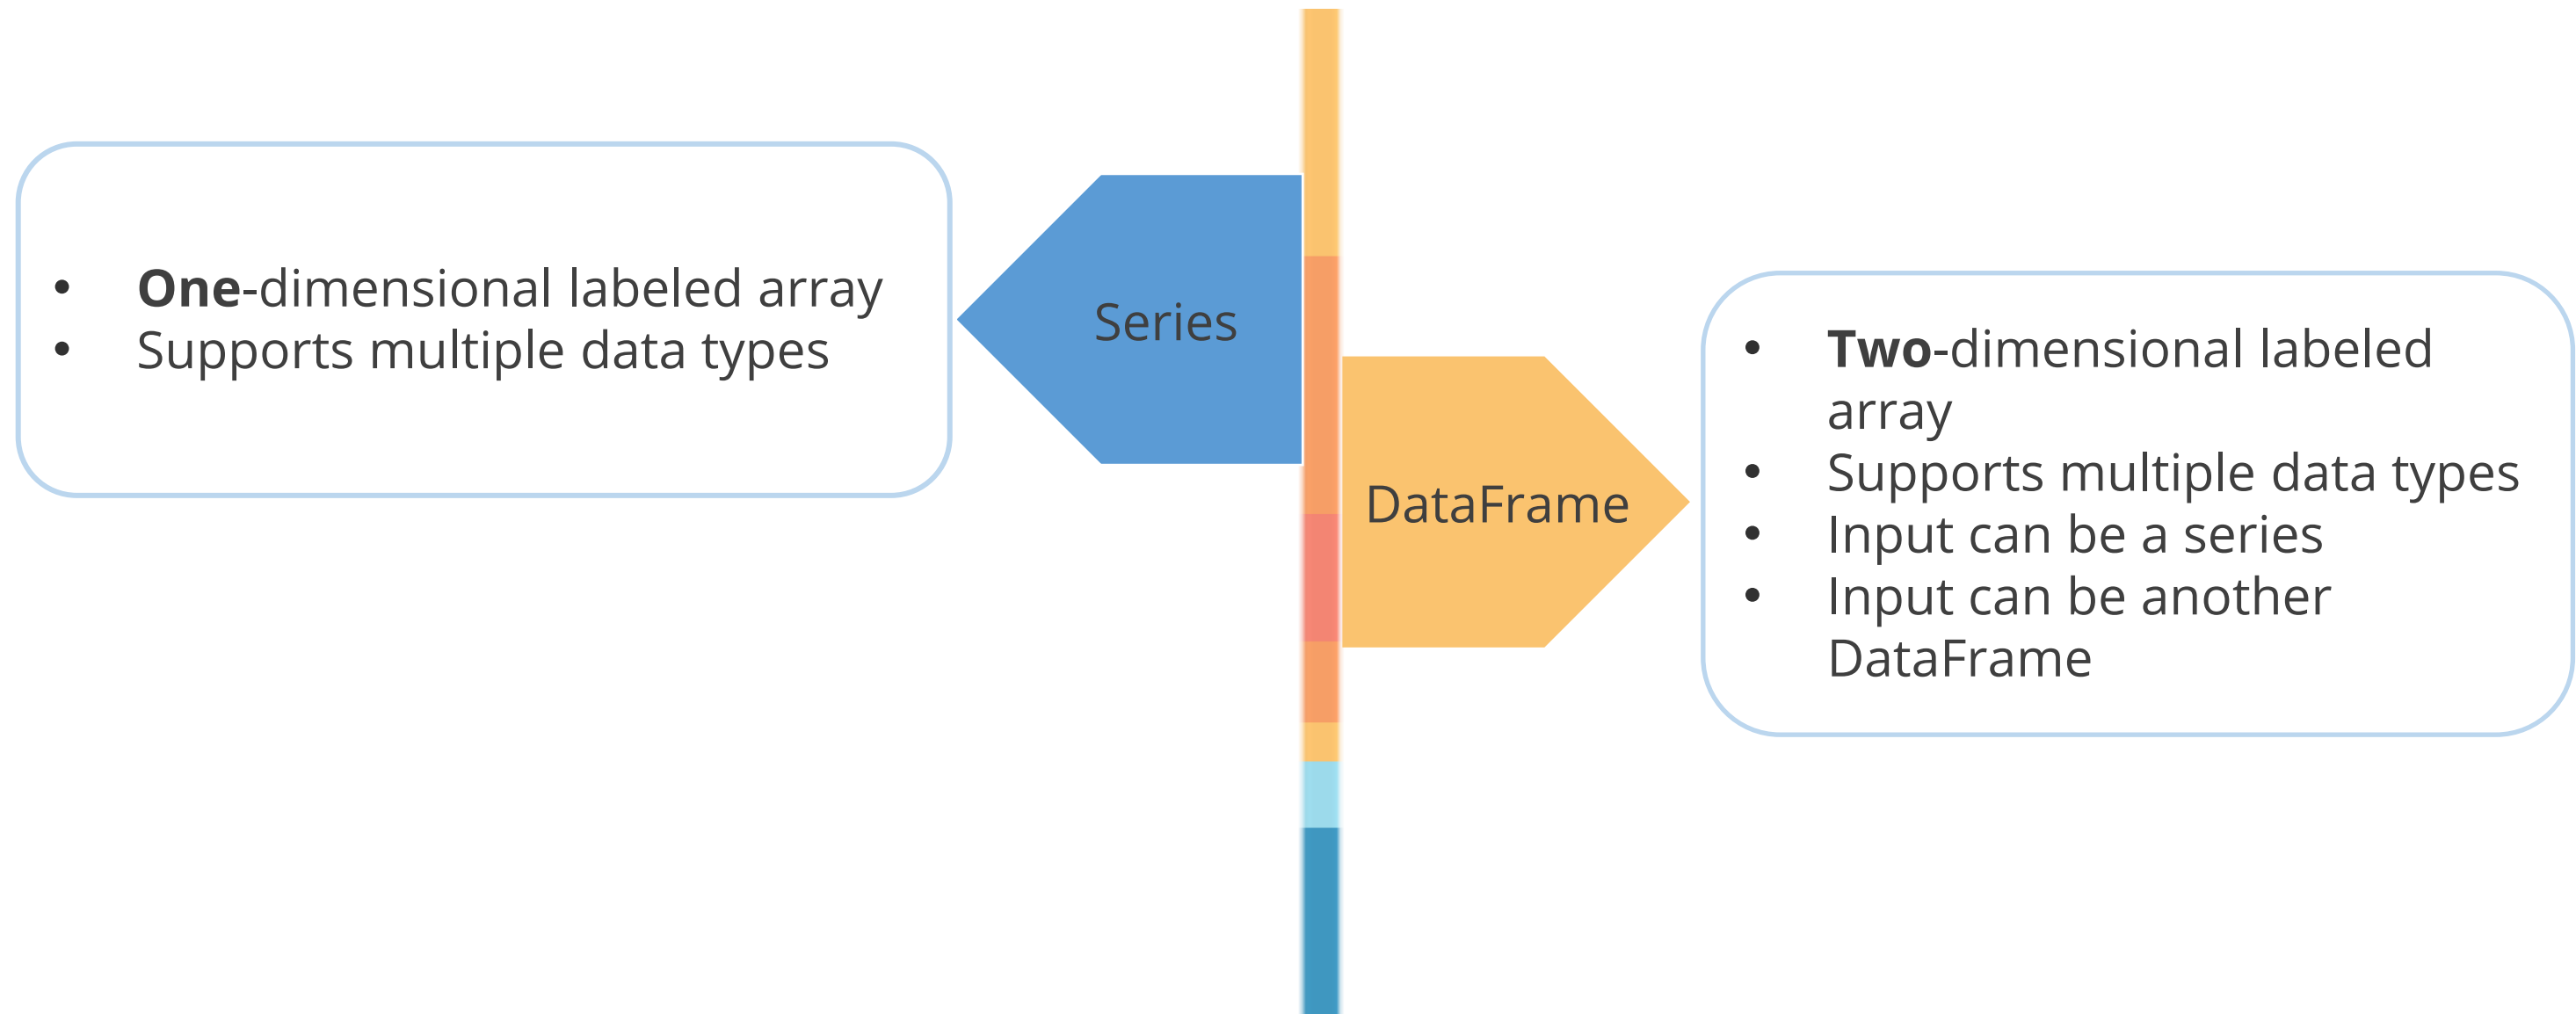 • One-dimensional labeled array
• Supports multiple data types
Series
DataFrame
• Two-dimensional labeled
array
• Supports multiple data types
• Input can be a series
• Input can be another
DataFrame